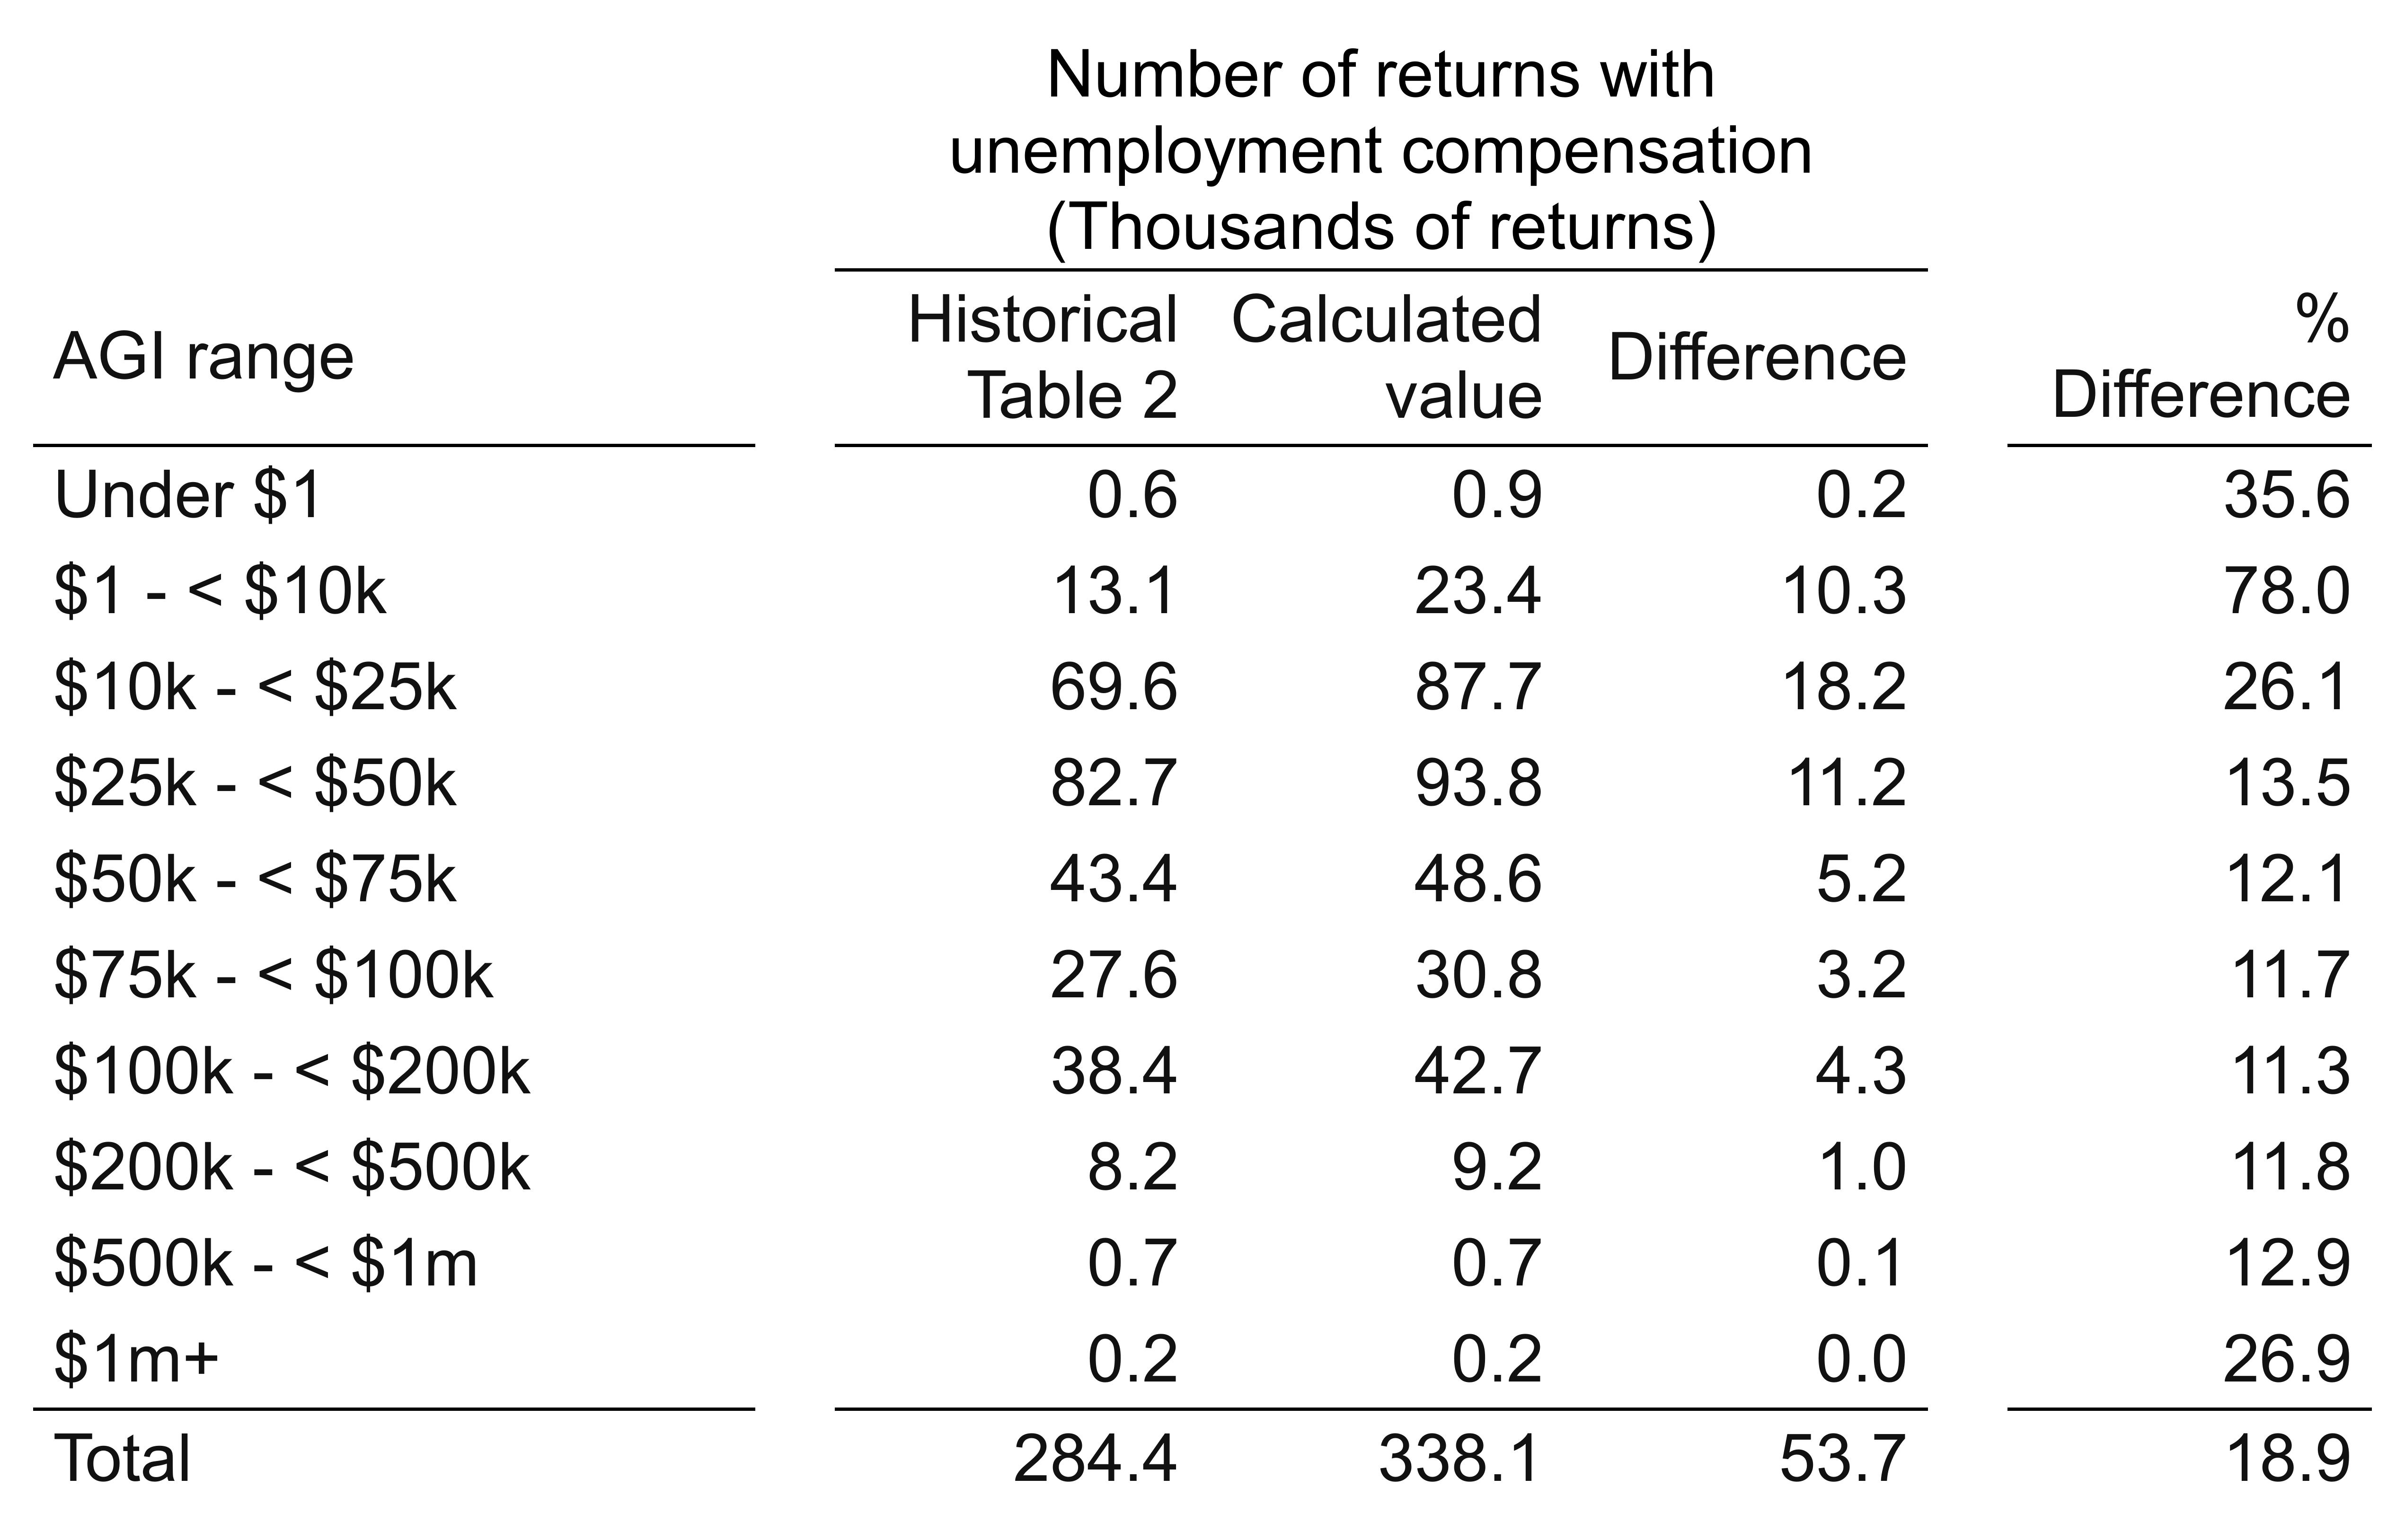 Number of returns with
unemployment compensation
(Thousands of returns)
AGI range Historical Table 2 Calculated value Difference % Difference
Under $1 0.6 0.9 0.2 35.6
$1 - < $10k 13.1 23.4 10.3 78.0
$10k - < $25k 69.6 87.7 18.2 26.1
$25k - < $50k 82.7 93.8 11.2 13.5
$50k - < $75k 43.4 48.6 5.2 12.1
$75k - < $100k 27.6 30.8 3.2 11.7
$100k - < $200k 38.4 42.7 4.3 11.3
$200k - < $500k 8.2 9.2 1.0 11.8
$500k - < $1m 0.7 0.7 0.1 12.9
$1m+ 0.2 0.2 0.0 26.9
Total 284.4 338.1 53.7 18.9